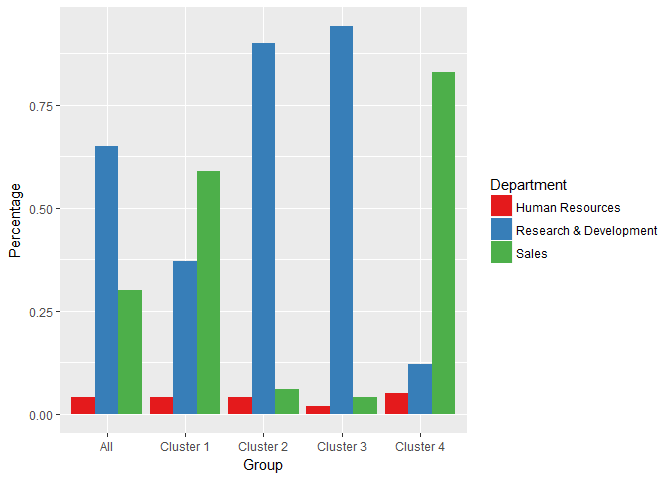 Percentage
0.75
0.50
0.25
0.00
All Cluster 1 Cluster 2 Cluster 3 Cluster 4
Group
Department
Human Resources
Research & Development
Sales